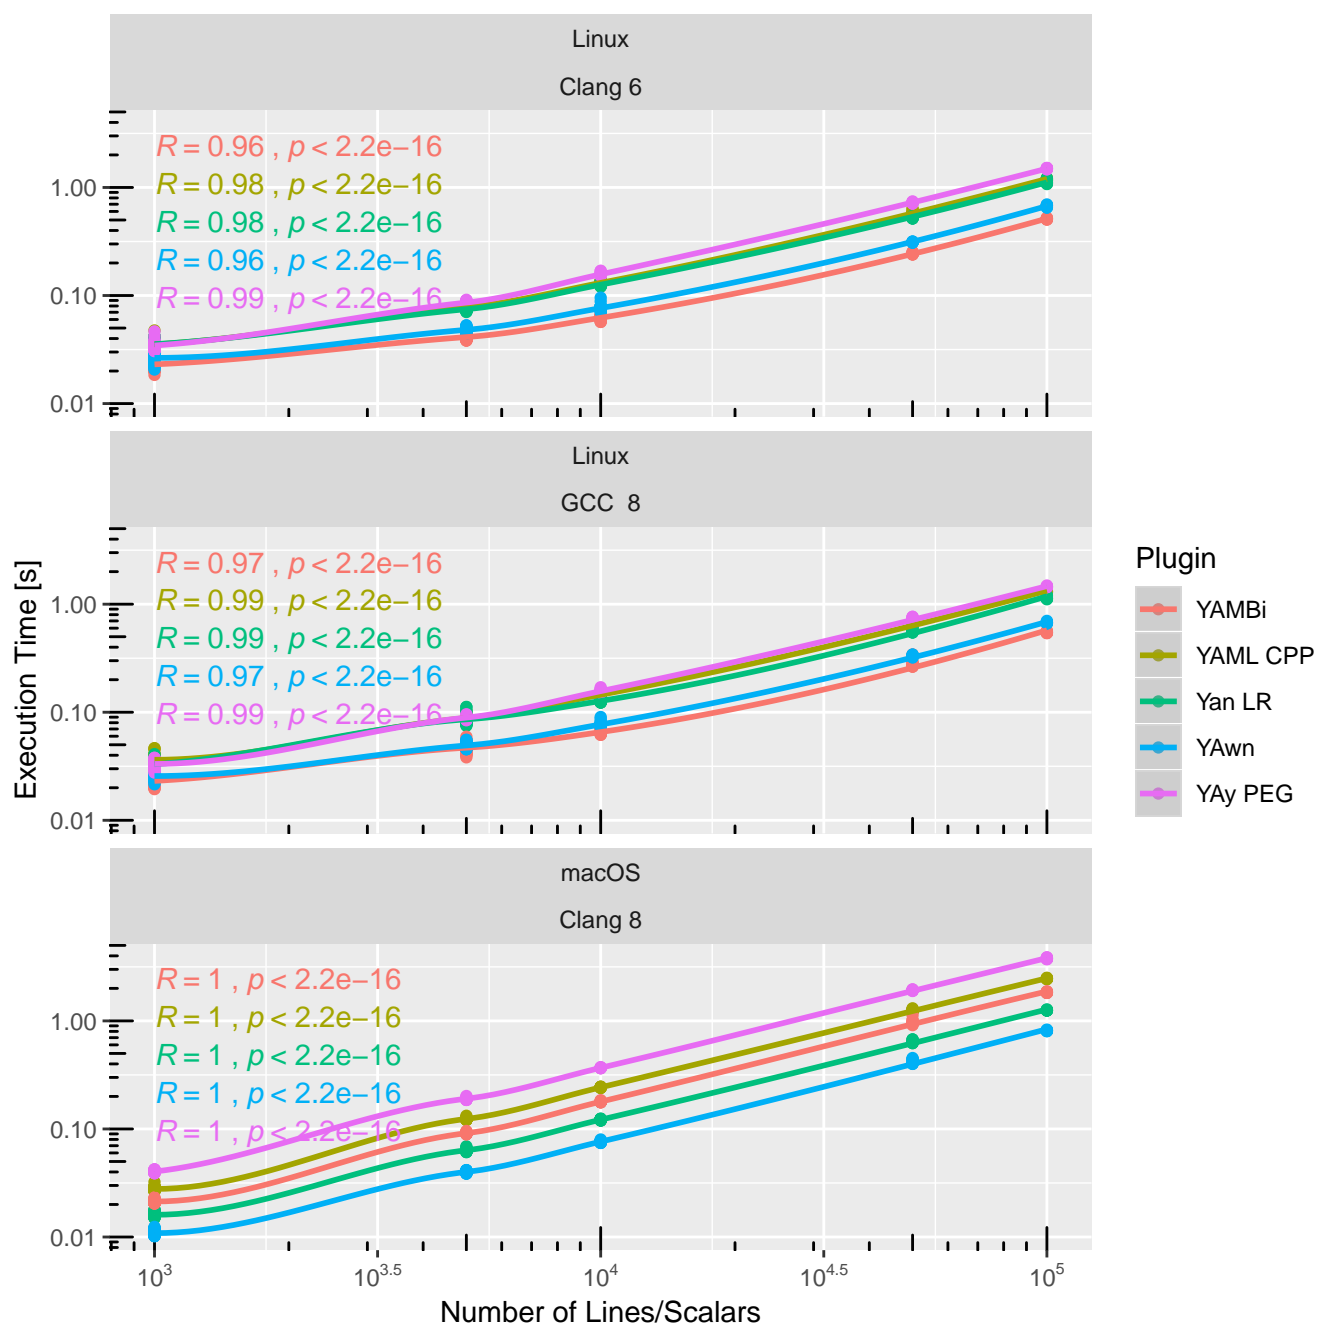 Linux
Clang 6
R = 0.96 , p < 2.2e−16
R = 0.98 , p < 2.2e−16
R = 0.98 , p < 2.2e−16
R = 0.96 , p < 2.2e−16
R = 0.99 , p < 2.2e−16
1.00
0.10
0.01
Linux
GCC 8
R = 0.97 , p < 2.2e−16
R = 0.99 , p < 2.2e−16
R = 0.99 , p < 2.2e−16
R = 0.97 , p < 2.2e−16
R = 0.99 , p < 2.2e−16
1.00
0.10
0.01
macOS
Clang 8
R = 1 , p < 2.2e−16
R = 1 , p < 2.2e−16
R = 1 , p < 2.2e−16
R = 1 , p < 2.2e−16
R = 1 , p < 2.2e−16
1.00
0.10
0.01
10^3 10^3.5 10^4 10^4.5 10^5
Number of Lines/Scalars
Execution Time [s]
Plugin
YAMBi
YAML CPP
Yan LR
YAwn
YAy PEG